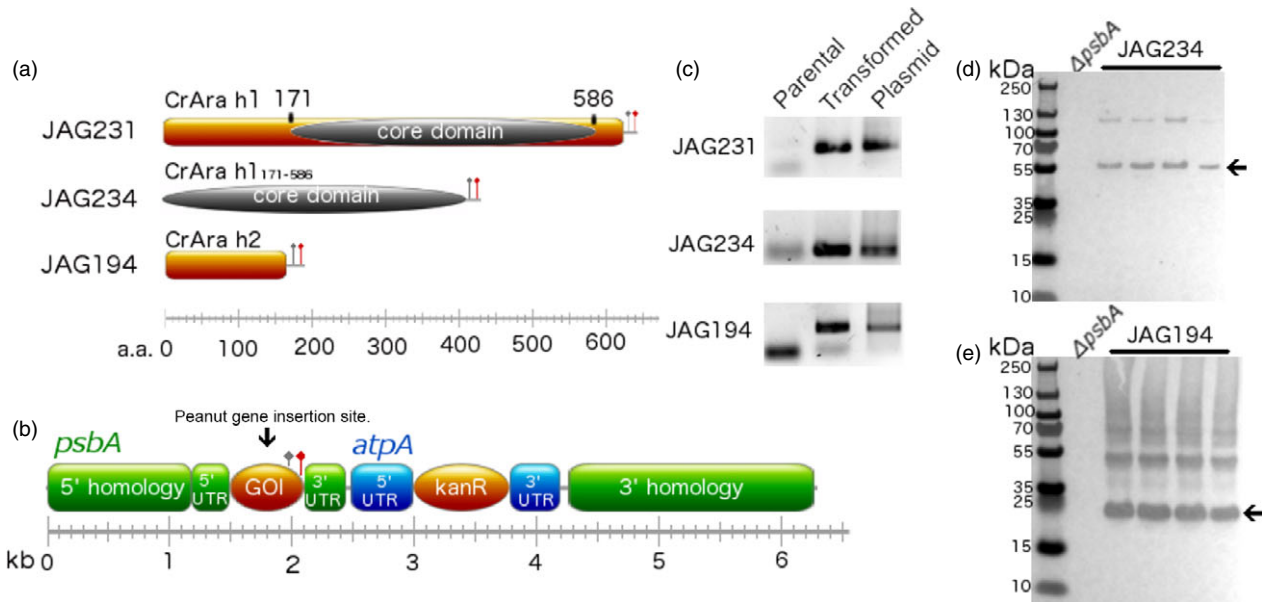 (a)
CrAra h1 171 586
JAG231 core domain
CrAra h1171-586
JAG234 core domain
CrAra h2
JAG194
a.a. 0 100 200 300 400 500 600
(b)
Peanut gene insertion site.
psbA atpA
5' homology 5' UTR GOI 3' UTR 5' UTR kanR 3' UTR 3' homology
kb 0 1 2 3 4 5 6
(c)
Parental Transformed Plasmid
JAG231
JAG234
JAG194
(d) kDa ΔpsbA JAG234
250
130
100
70
55
35
25
15
10
(e) kDa ΔpsbA JAG194
250
130
100
70
55
35
25
15
10